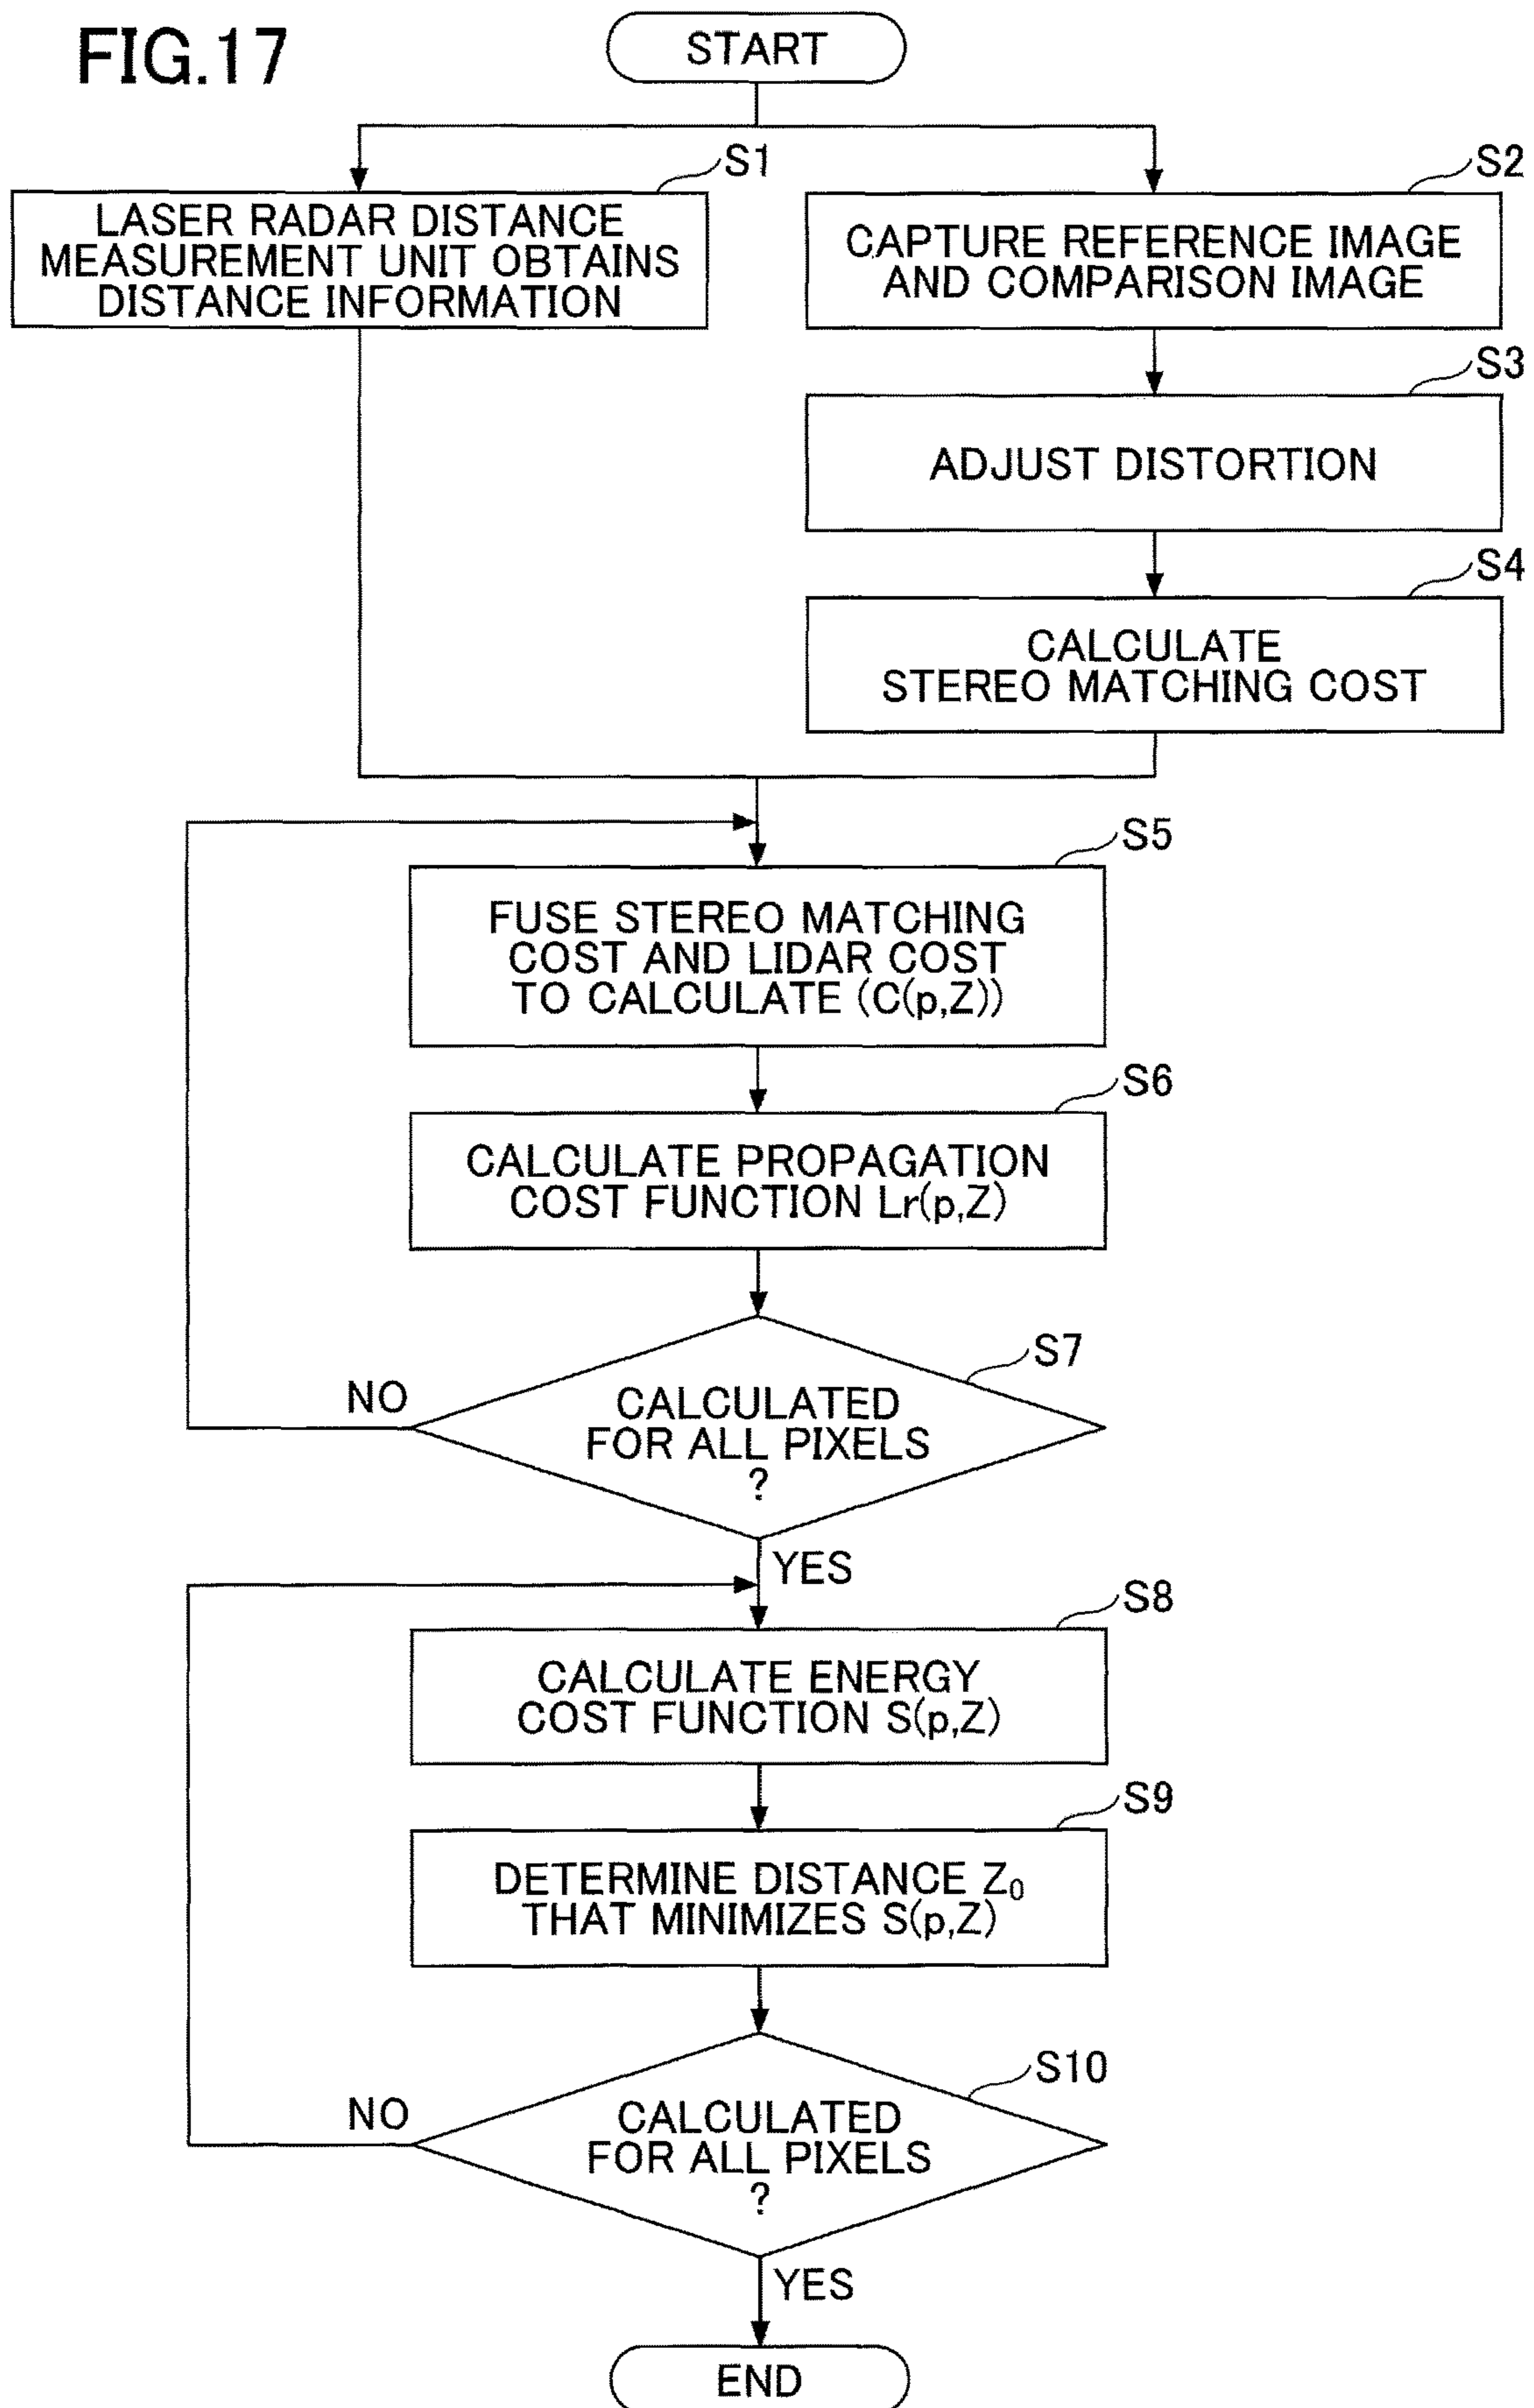 FIG.17
START
S1
LASER RADAR DISTANCE
MEASUREMENT UNIT OBTAINS
DISTANCE INFORMATION
S2
CAPTURE REFERENCE IMAGE
AND COMPARISON IMAGE
S3
ADJUST DISTORTION
S4
CALCULATE
STEREO MATCHING COST
S5
FUSE STEREO MATCHING
COST AND LIDAR COST
TO CALCULATE (C(p,Z))
S6
CALCULATE PROPAGATION
COST FUNCTION Lr(p,Z)
S7
CALCULATED
FOR ALL PIXELS
?
NO
YES
S8
CALCULATE ENERGY
COST FUNCTION S(p,Z)
S9
DETERMINE DISTANCE Z₀
THAT MINIMIZES S(p,Z)
S10
CALCULATED
FOR ALL PIXELS
?
NO
YES
END